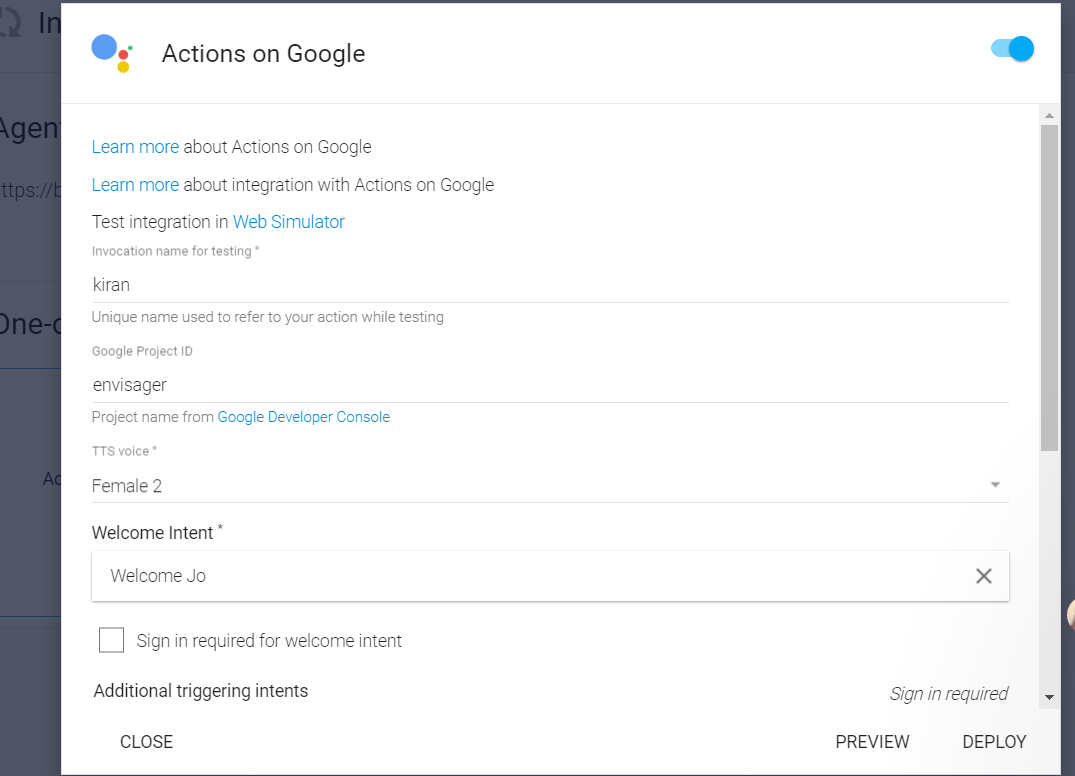 In
Actions on Google
Agen
Learn more about Actions on Google
Learn more about integration with Actions on Google
ttps://b
Test integration in Web Simulator
Invocation name for testing *
kiran
Unique name used to refer to your action while testing
One-c
Google Project ID
envisager
Project name from Google Developer Console
TTS voice *
Ac
Female 2
Welcome Intent *
Welcome Jo
Sign in required for welcome intent
Additional triggering intents
Sign in required
CLOSE
PREVIEW
DEPLOY